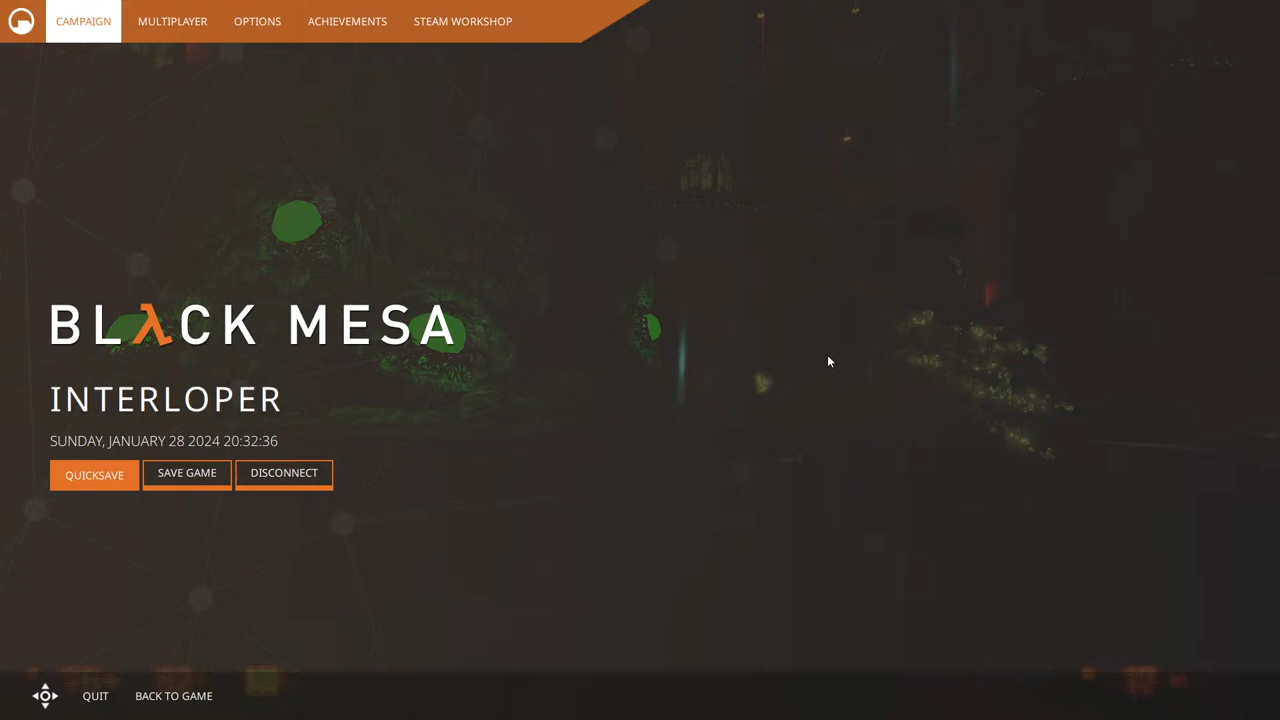 CAMPAIGN MULTIPLAYER OPTIONS ACHIEVEMENTS STEAM WORKSHOP
BLλCK MESA
INTERLOPER
SUNDAY, JANUARY 28 2024 20:32:36
QUICKSAVE SAVE GAME DISCONNECT
QUIT BACK TO GAME